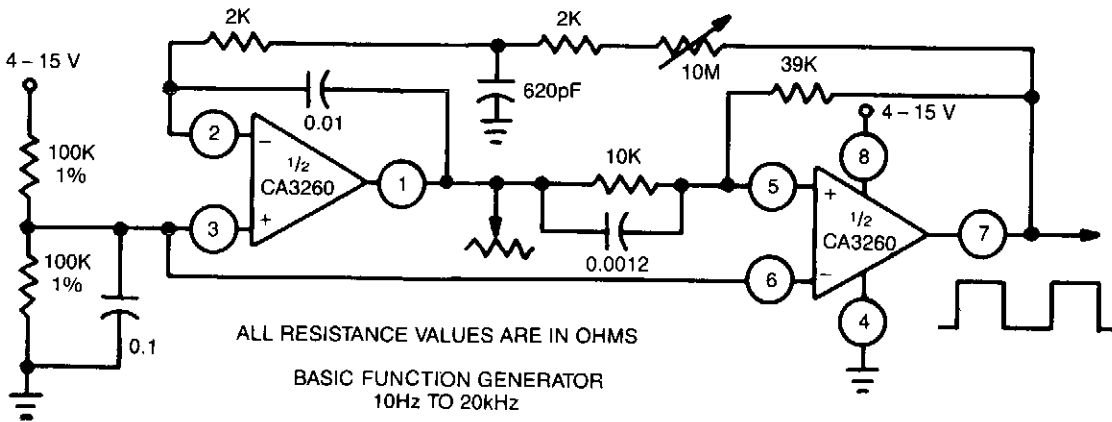 2K
2K
10M
39K
4 – 15 V
620pF
4 – 15 V
0.01
2
–
8
100K
1%
1/2
CA3260
1
10K
5
+
1/2
CA3260
7
3
+
0.0012
100K
1%
6
–
4
0.1
ALL RESISTANCE VALUES ARE IN OHMS
BASIC FUNCTION GENERATOR
10Hz TO 20kHz